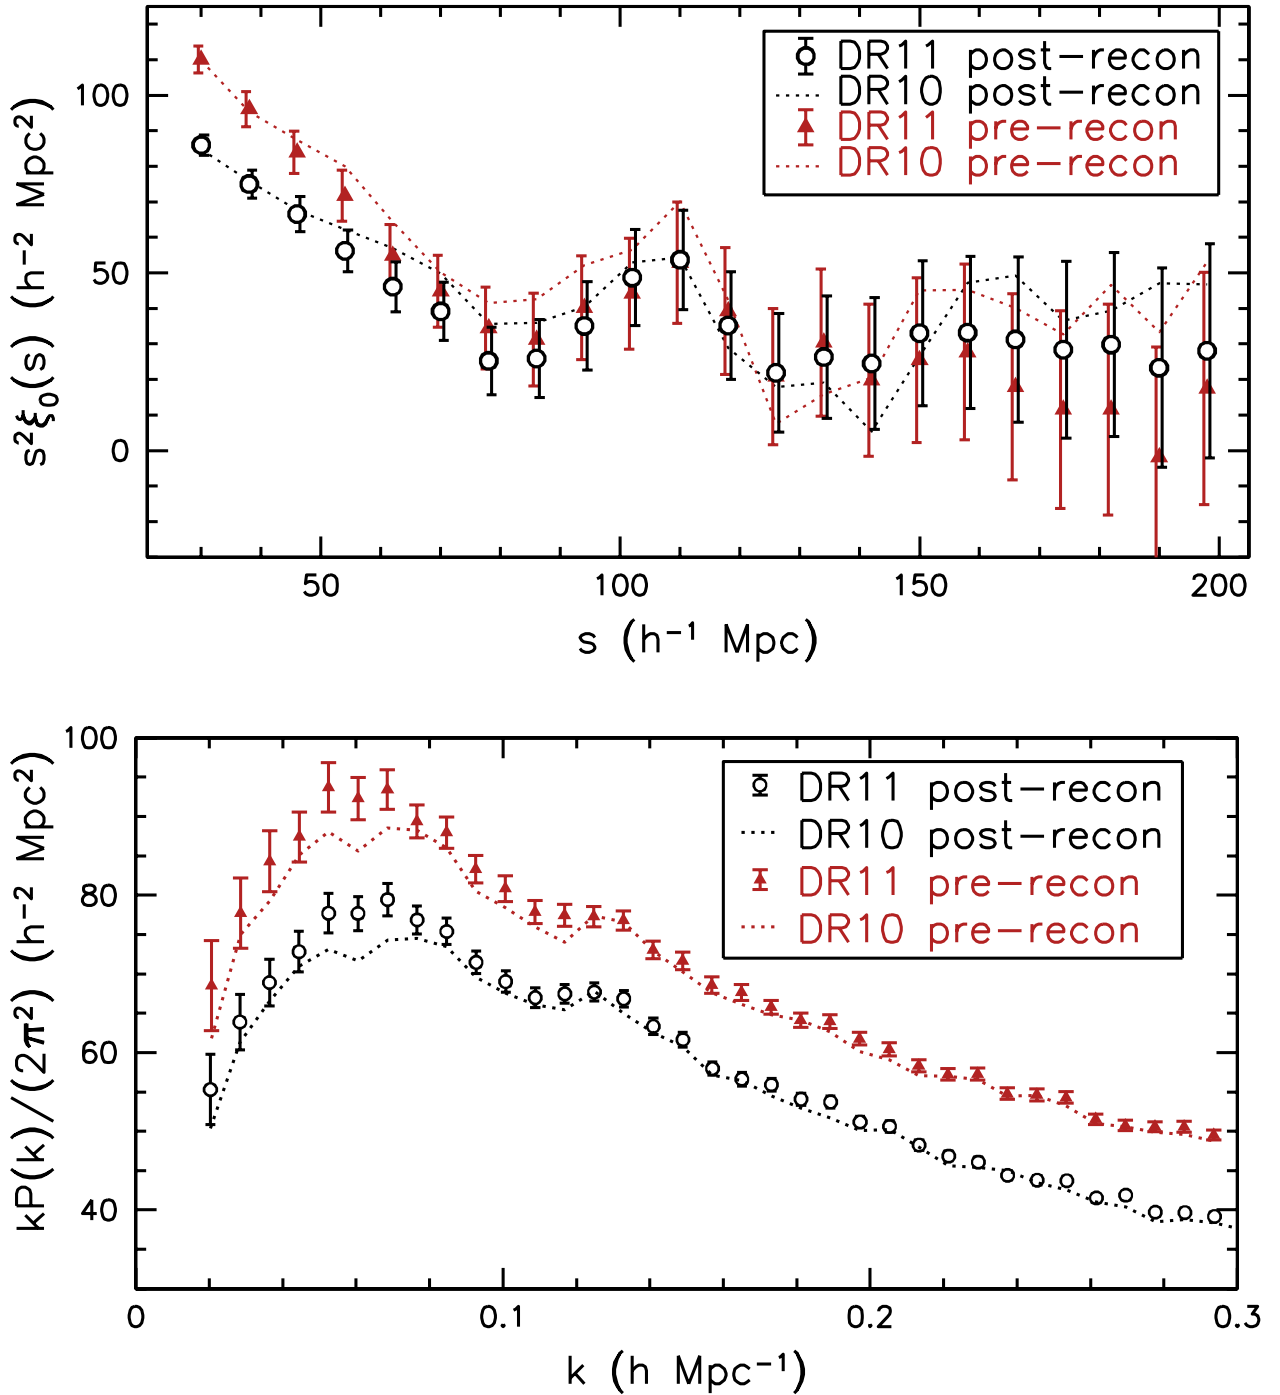 DR11 post-recon
DR10 post-recon
DR11 pre-recon
DR10 pre-recon
100
50
0
s²ξ₀(s) (h⁻² Mpc²)
50 100 150 200
s (h⁻¹ Mpc)
DR11 post-recon
DR10 post-recon
DR11 pre-recon
DR10 pre-recon
100
80
60
40
kP(k)/(2π²) (h⁻² Mpc²)
0 0.1 0.2 0.3
k (h Mpc⁻¹)